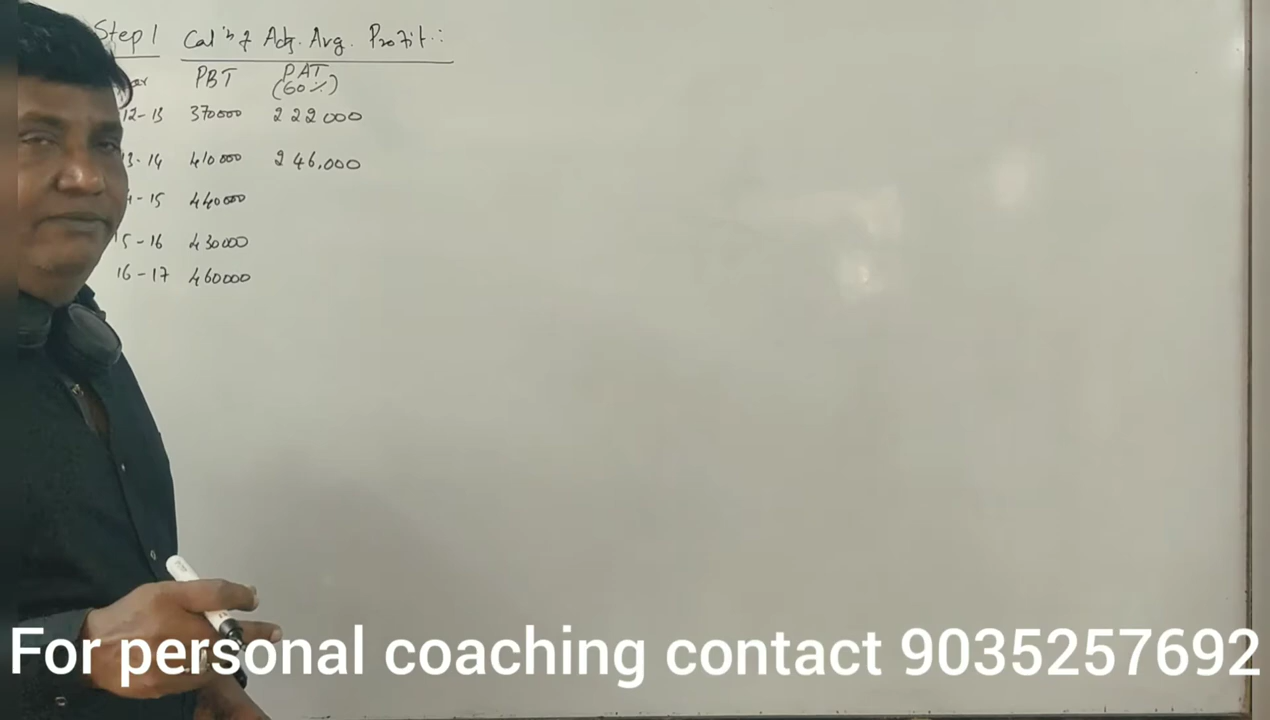 Step 1 Cal'n of Adj. Avg. Profit :
PBT PAT
(60%)
12-13 370000 222000
13-14 410000 246,000
-15 440000
15-16 430000
16-17 460000
For personal coaching contact 9035257692